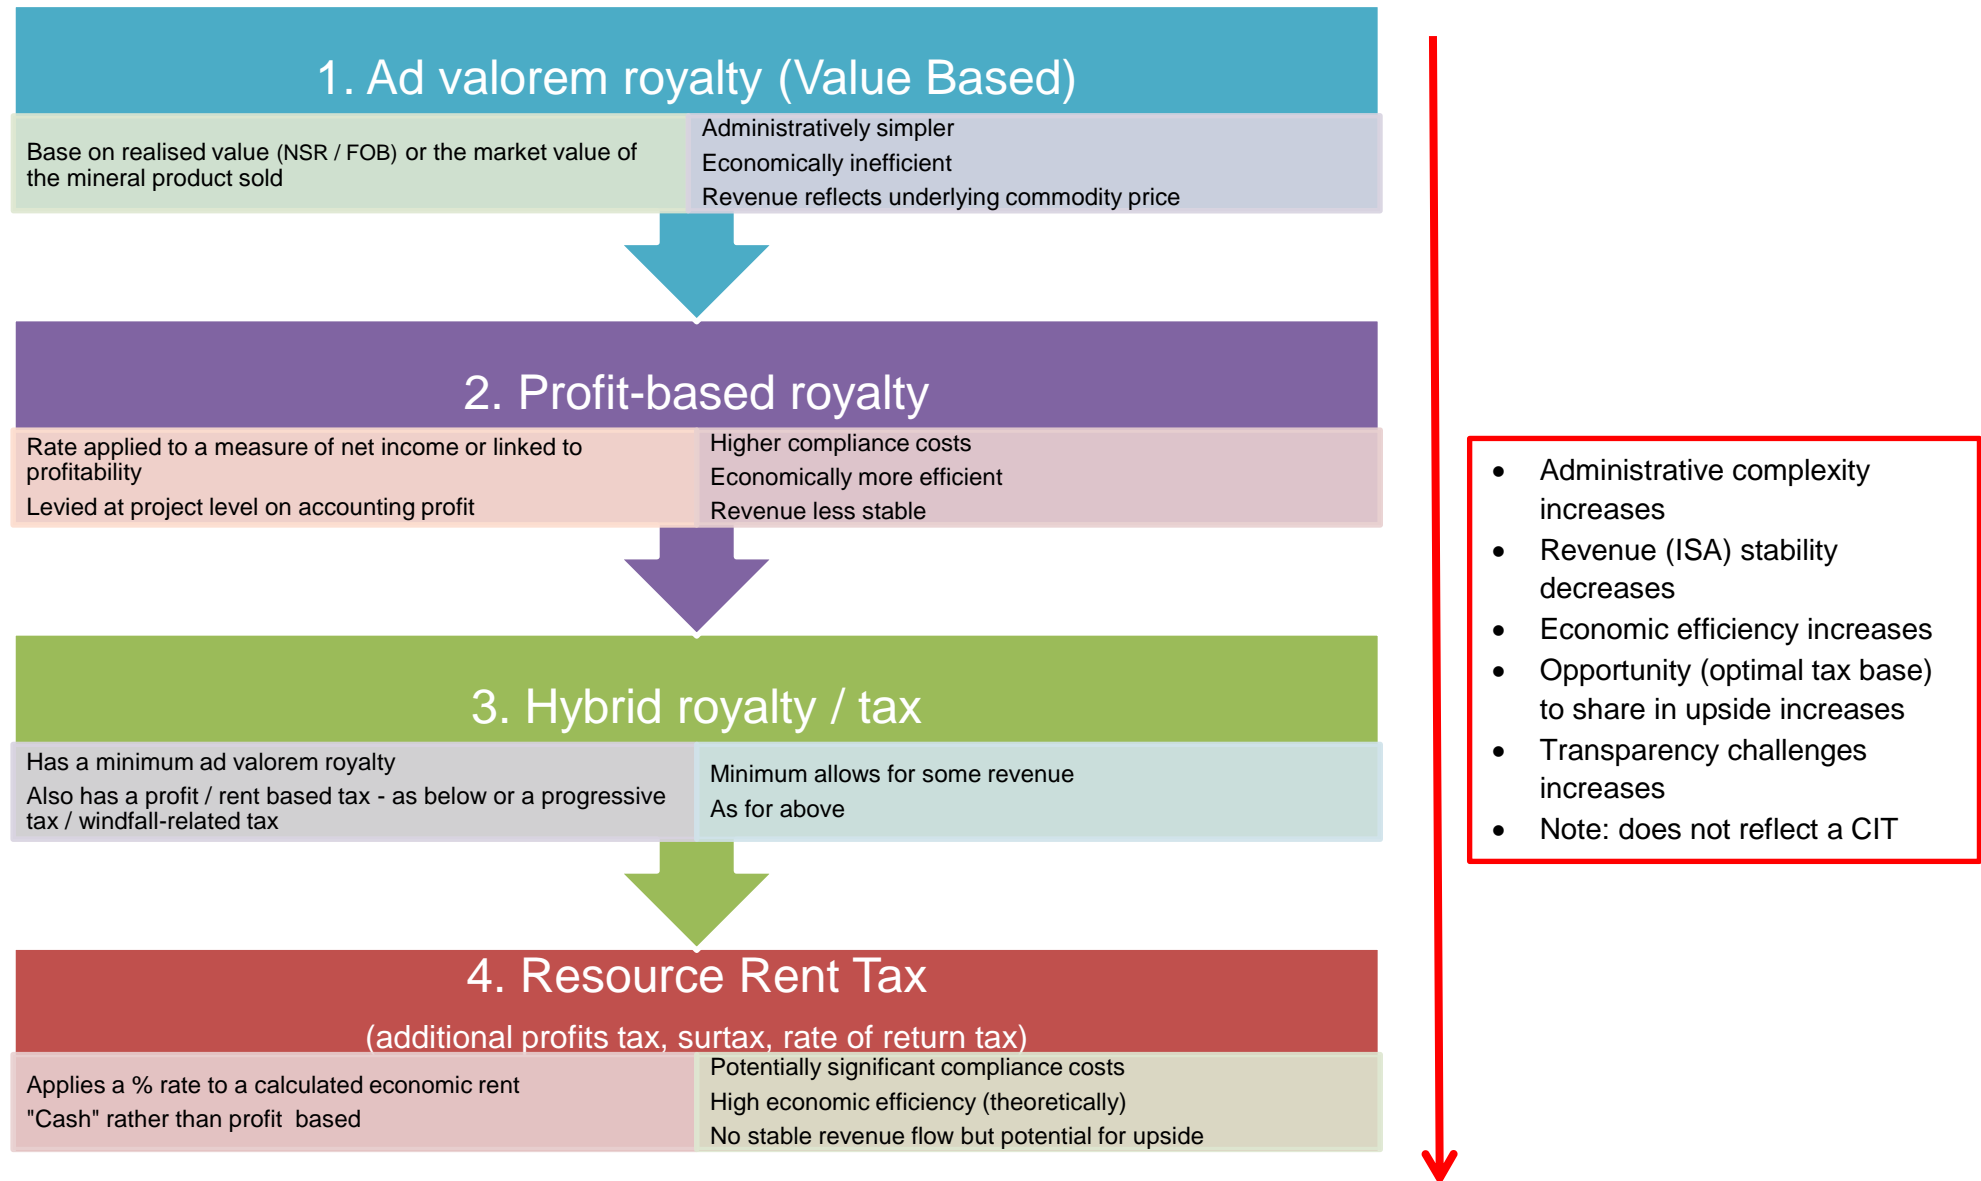 1. Ad valorem royalty (Value Based)
Base on realised value (NSR / FOB) or the market value of
the mineral product sold
Administratively simpler
Economically inefficient
Revenue reflects underlying commodity price
2. Profit-based royalty
Rate applied to a measure of net income or linked to
profitability
Levied at project level on accounting profit
Higher compliance costs
Economically more efficient
Revenue less stable
3. Hybrid royalty / tax
Has a minimum ad valorem royalty
Also has a profit / rent based tax - as below or a progressive
tax / windfall-related tax
Minimum allows for some revenue
As for above
4. Resource Rent Tax
(additional profits tax, surtax, rate of return tax)
Applies a % rate to a calculated economic rent
"Cash" rather than profit  based
Potentially significant compliance costs
High economic efficiency (theoretically)
No stable revenue flow but potential for upside
• Administrative complexity
increases
• Revenue (ISA) stability
decreases
• Economic efficiency increases
• Opportunity (optimal tax base)
to share in upside increases
• Transparency challenges
increases
• Note: does not reflect a CIT